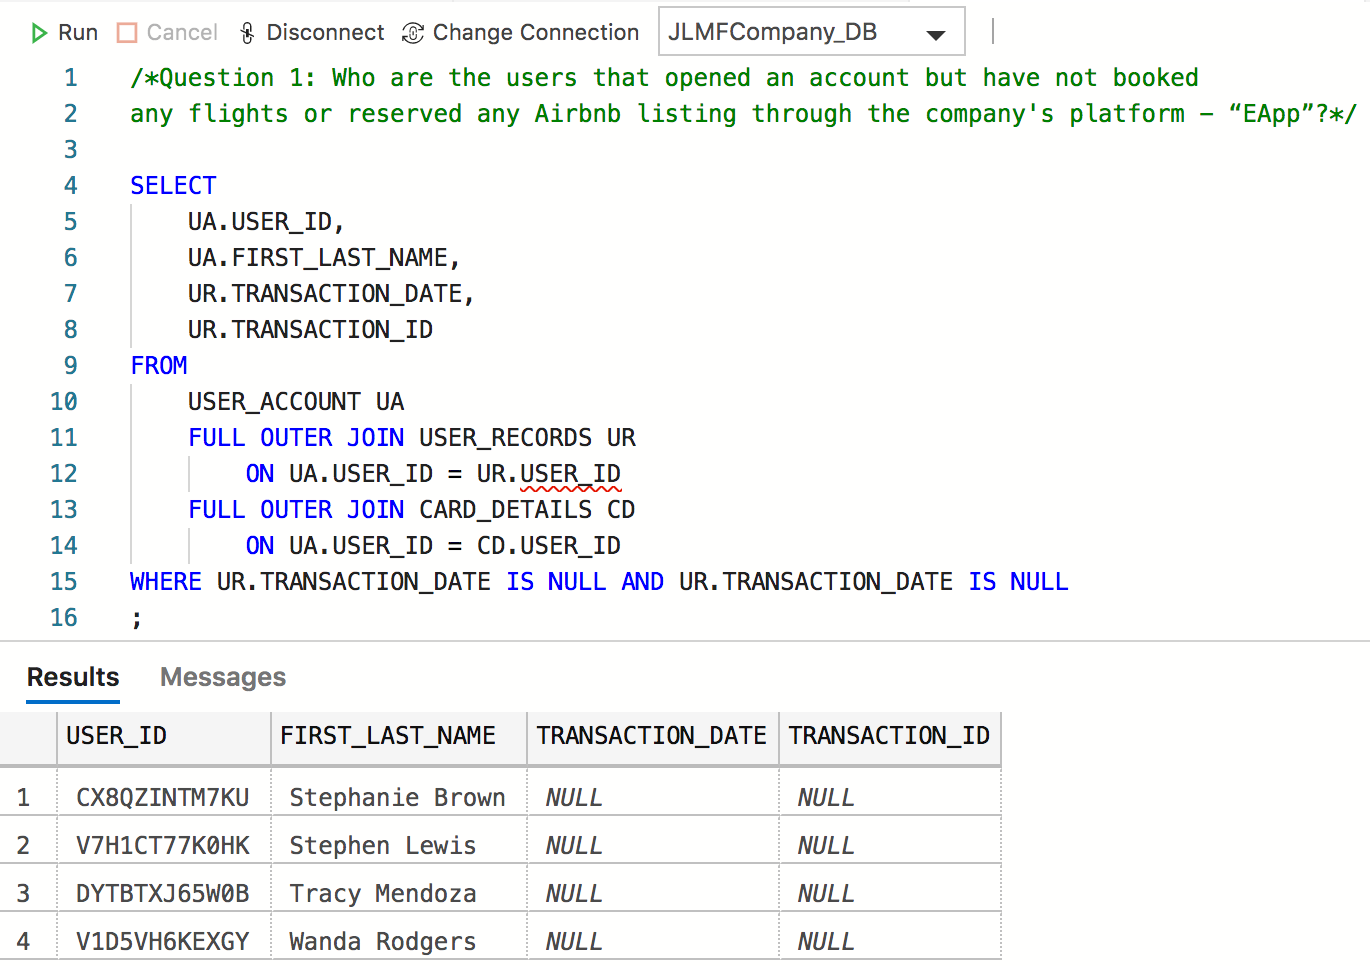 Run Cancel Disconnect Change Connection JLMFCompany_DB
1 /*Question 1: Who are the users that opened an account but have not booked
2 any flights or reserved any Airbnb listing through the company's platform – “EApp”?*/
3
4 SELECT
5 UA.USER_ID,
6 UA.FIRST_LAST_NAME,
7 UR.TRANSACTION_DATE,
8 UR.TRANSACTION_ID
9 FROM
10 USER_ACCOUNT UA
11 FULL OUTER JOIN USER_RECORDS UR
12 ON UA.USER_ID = UR.USER_ID
13 FULL OUTER JOIN CARD_DETAILS CD
14 ON UA.USER_ID = CD.USER_ID
15 WHERE UR.TRANSACTION_DATE IS NULL AND UR.TRANSACTION_DATE IS NULL
16 ;
Results Messages
USER_ID FIRST_LAST_NAME TRANSACTION_DATE TRANSACTION_ID
1 CX8QZINTM7KU Stephanie Brown NULL NULL
2 V7H1CT77K0HK Stephen Lewis NULL NULL
3 DYTBTXJ65W0B Tracy Mendoza NULL NULL
4 V1D5VH6KEXGY Wanda Rodgers NULL NULL